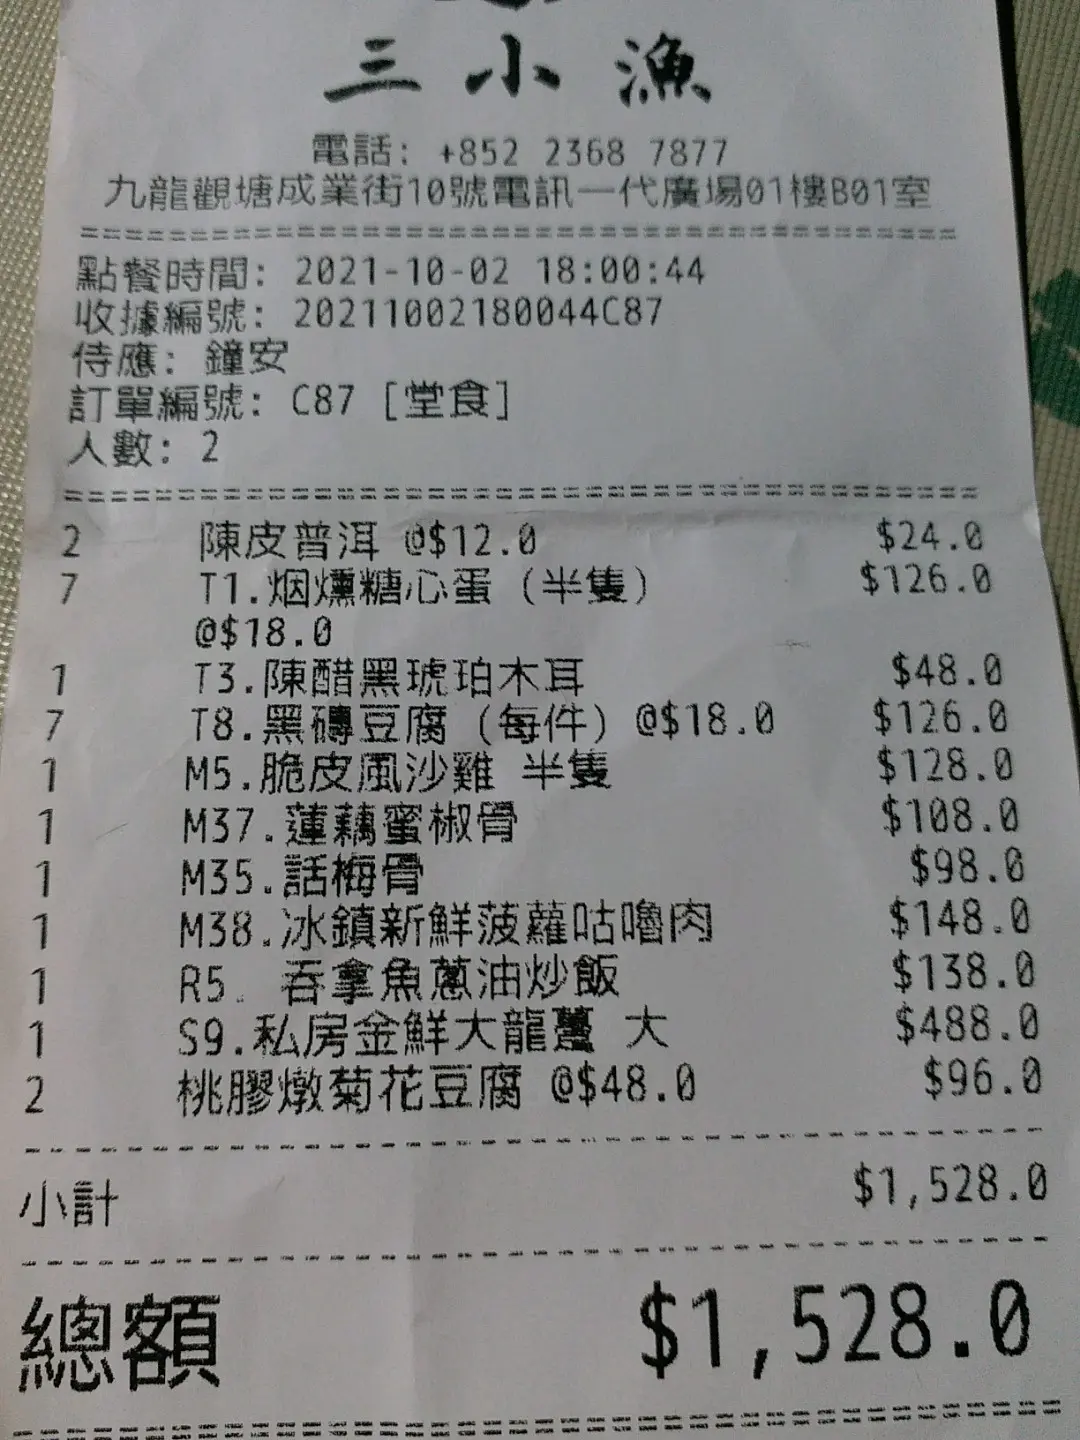 三小漁
電話: +852 2368 7877
九龍觀塘成業街10號電訊一代廣場01樓B01室
點餐時間: 2021-10-02 18:00:44
收據編號: 20211002180044C87
侍應: 鐘安
訂單編號: C87 [堂食]
人數: 2
2 陳皮普洱 @$12.0 $24.0
7 T1.烟燻糖心蛋 (半隻) $126.0
@$18.0
1 T3.陳醋黑琥珀木耳 $48.0
7 T8.黑磚豆腐 (每件) @$18.0 $126.0
1 M5.脆皮風沙雞 半隻 $128.0
1 M37.蓮藕蜜椒骨 $108.0
1 M35.話梅骨 $98.0
1 M38.冰鎮新鮮菠蘿咕嚕肉 $148.0
1 R5. 吞拿魚蔥油炒飯 $138.0
1 S9.私房金鮮大龍躉 大 $488.0
2 桃膠燉菊花豆腐 @$48.0 $96.0
小計 $1,528.0
總額 $1,528.0